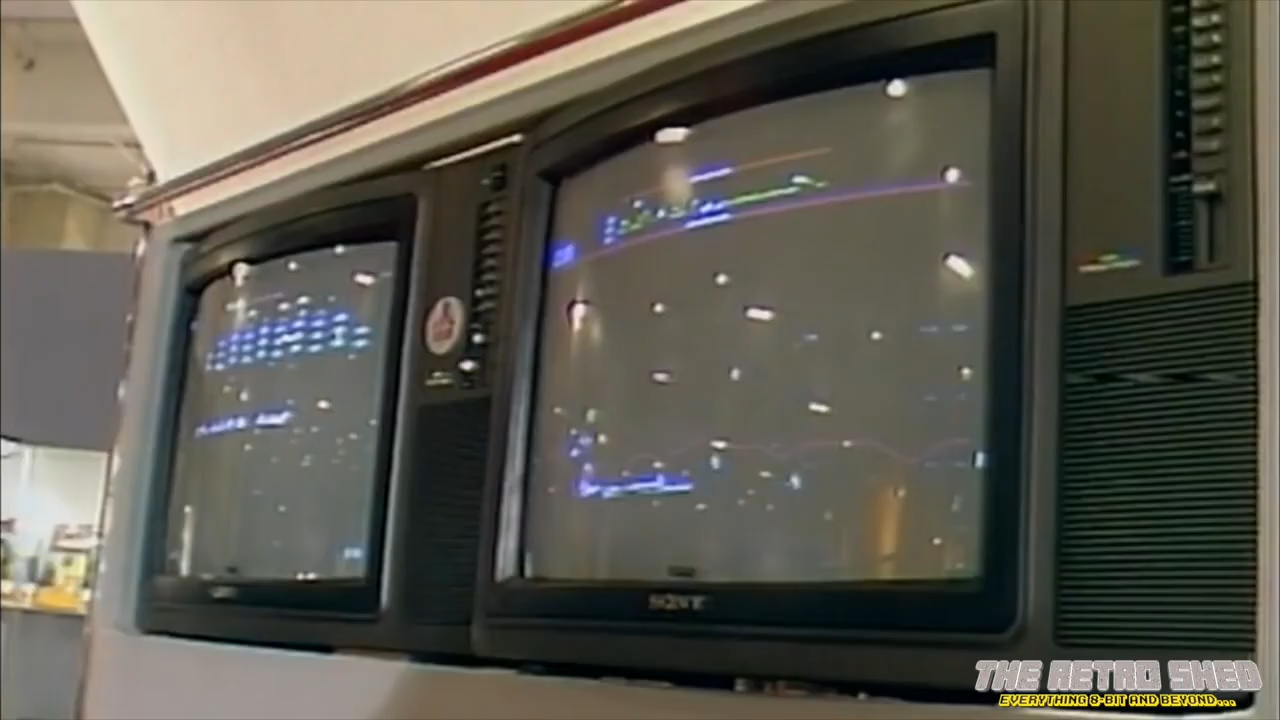 SONY
THE RETRO SHED
EVERYTHING 8-BIT AND BEYOND...